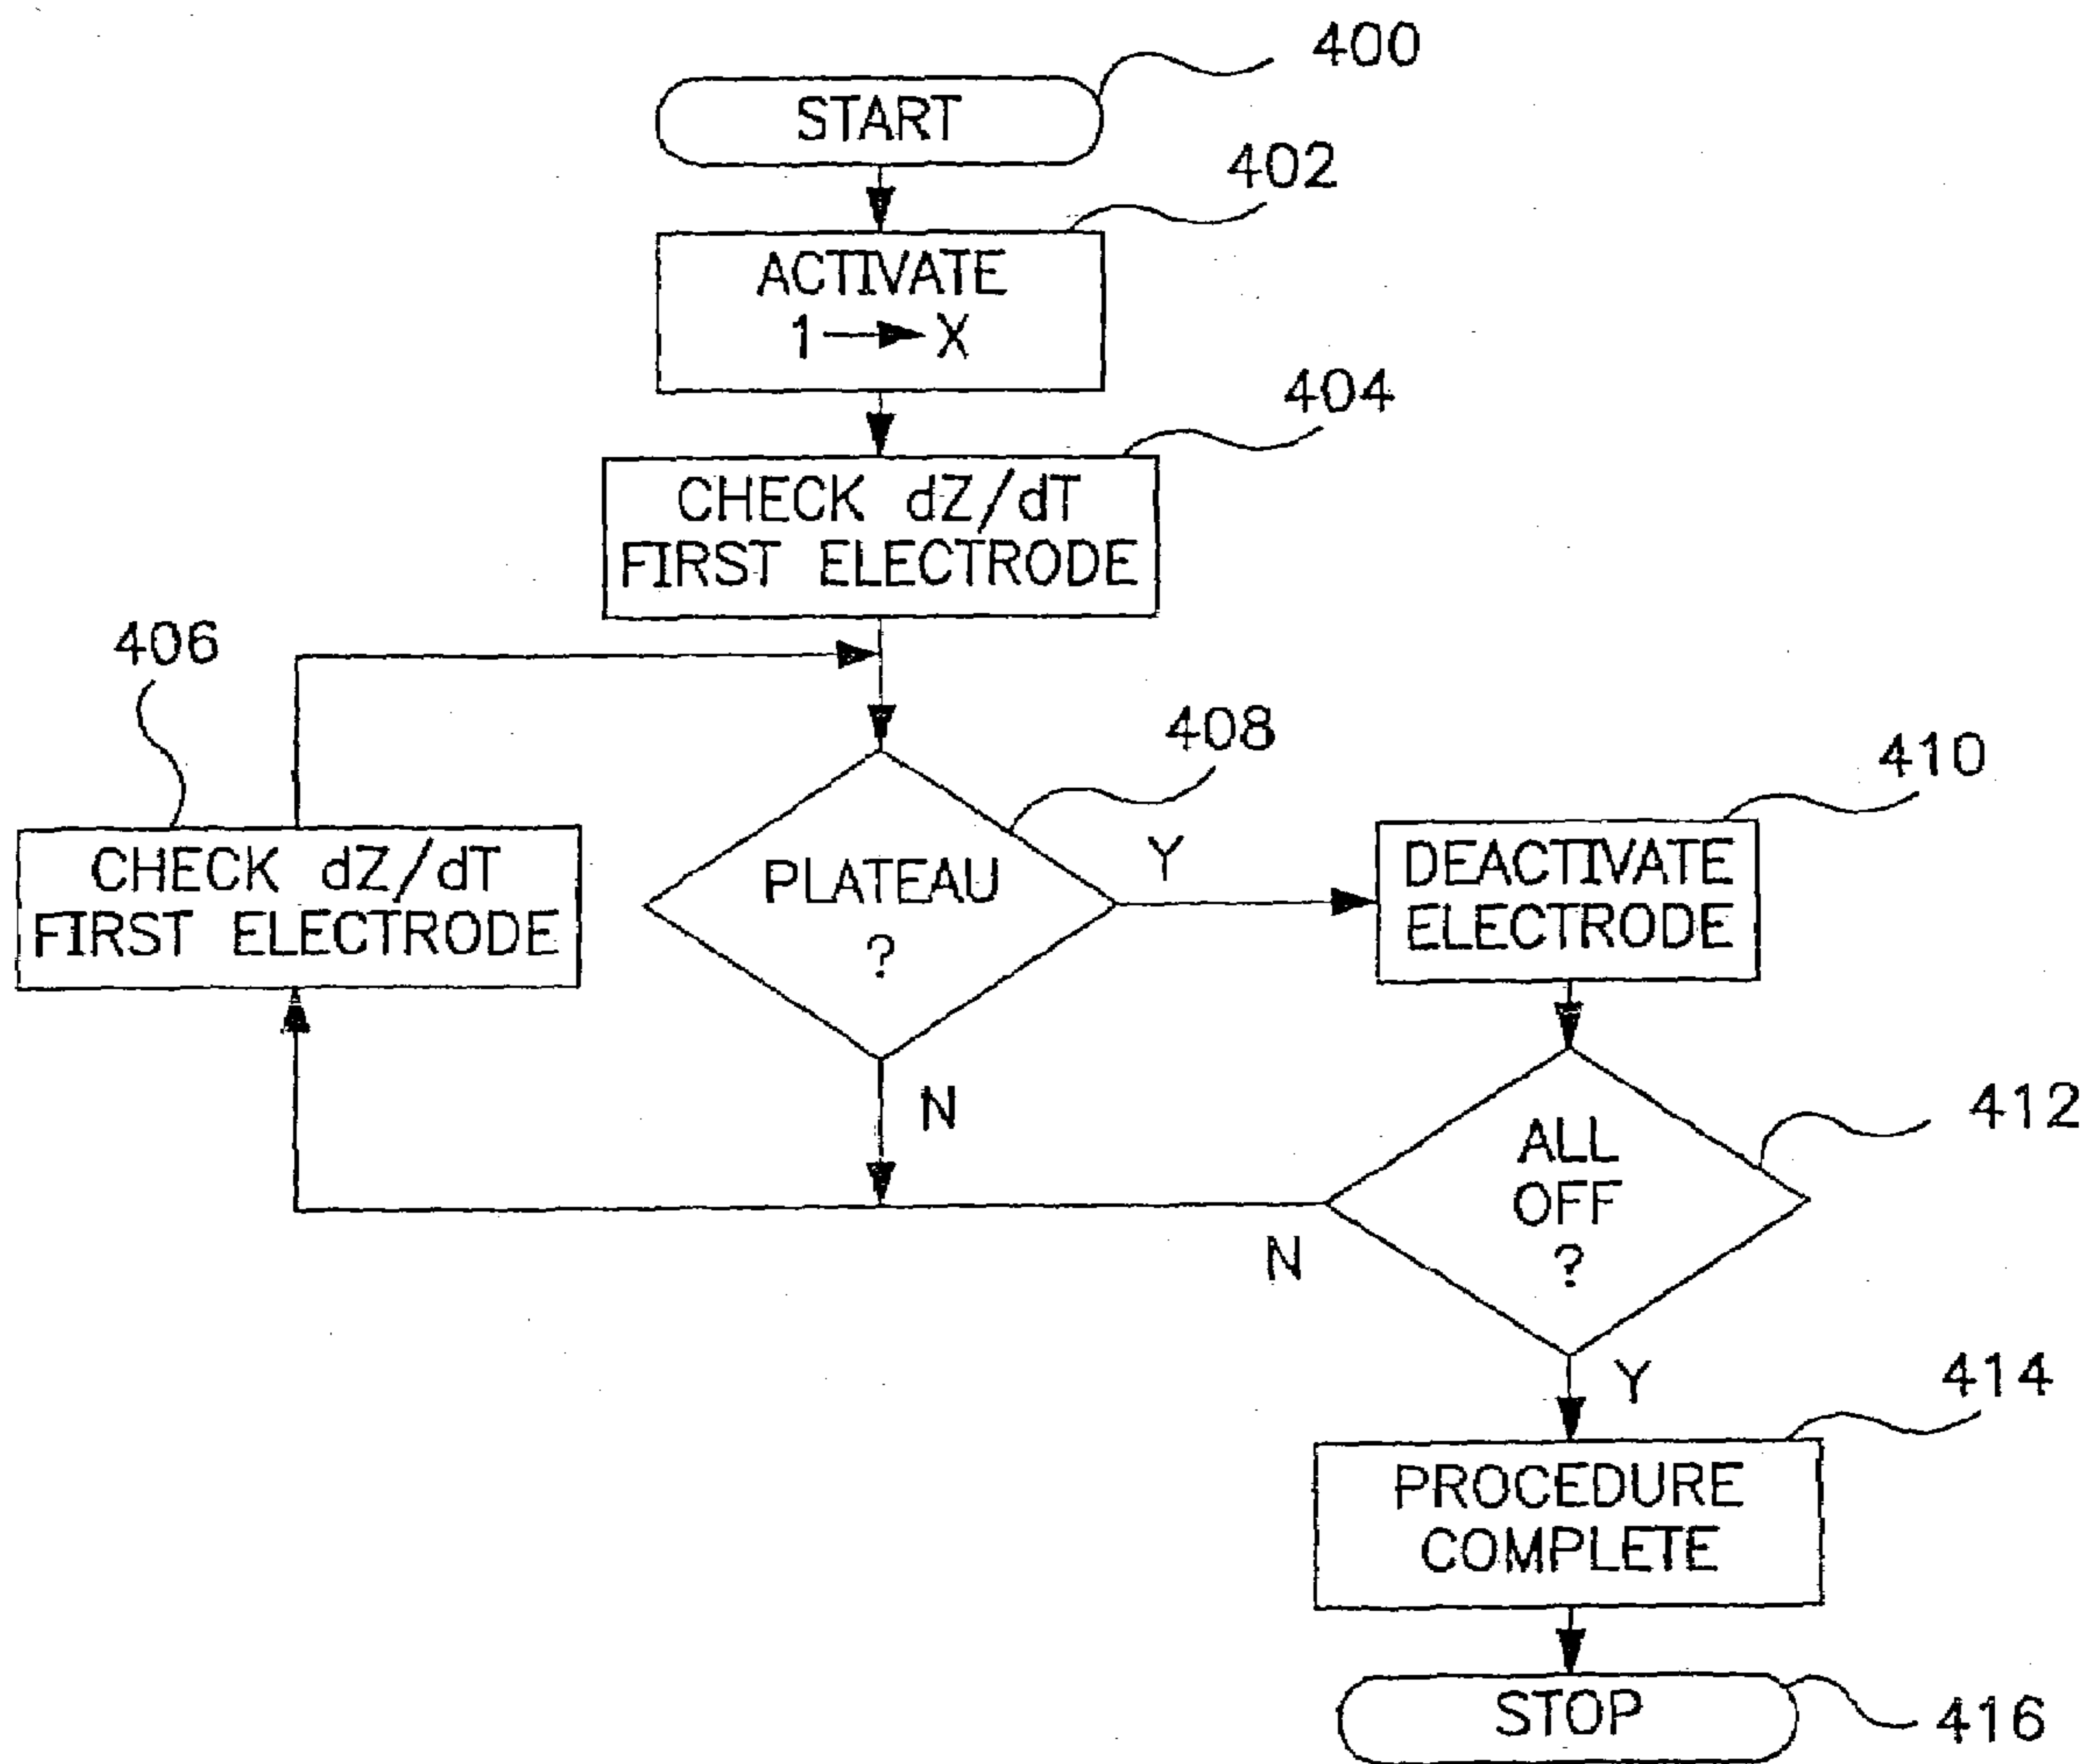 400
START
402
ACTIVATE
1 → X
404
CHECK dZ/dT
FIRST ELECTRODE
406
CHECK dZ/dT
FIRST ELECTRODE
408
PLATEAU
?
Y
N
410
DEACTIVATE
ELECTRODE
412
ALL
OFF
?
N
Y
414
PROCEDURE
COMPLETE
STOP
416